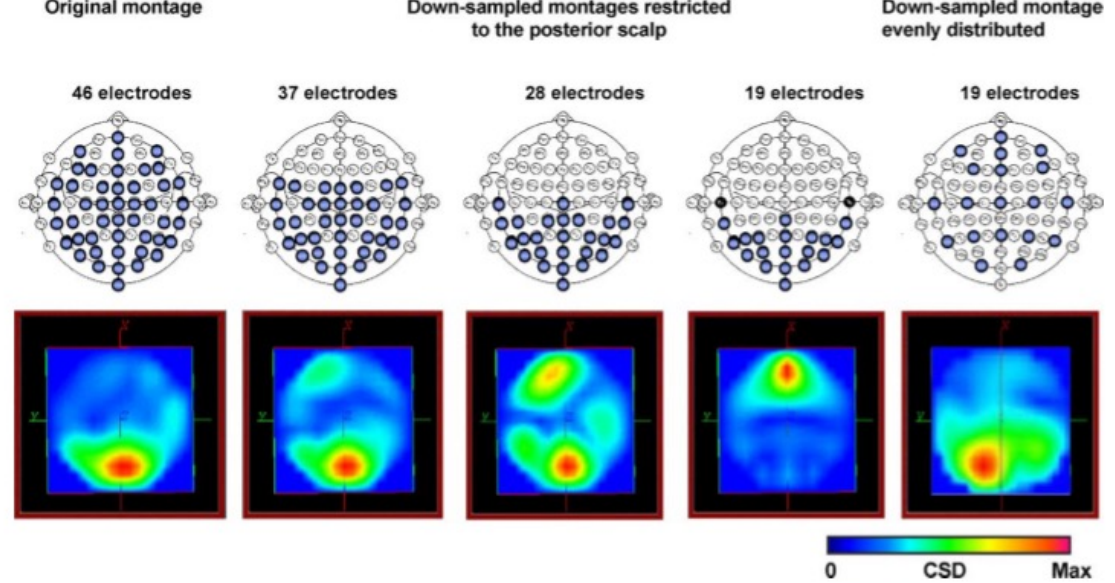 Original montage
Down-sampled montages restricted
to the posterior scalp
Down-sampled montage
evenly distributed
46 electrodes
37 electrodes
28 electrodes
19 electrodes
19 electrodes
X
X
X
X
X
Y
Y
Y
Y
Y
0
CSD
Max